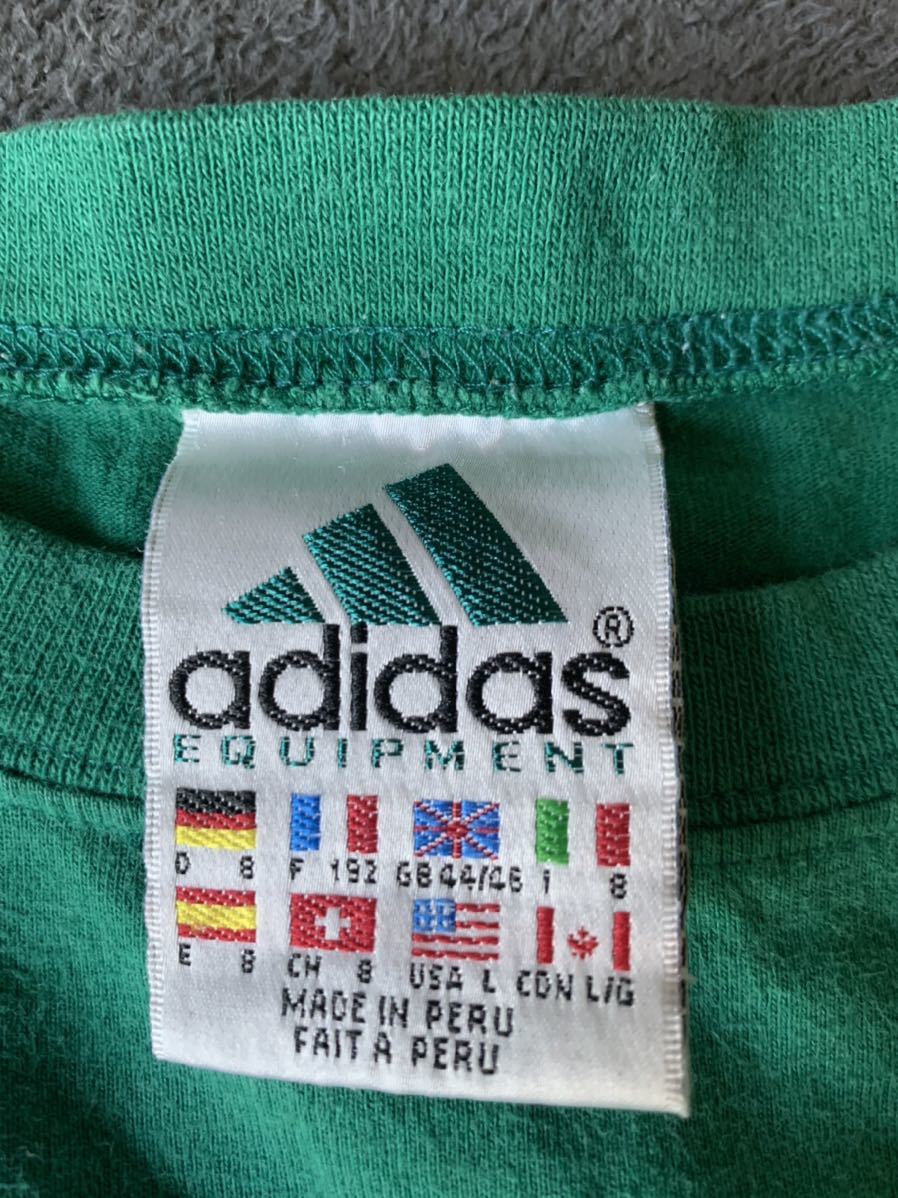 adidas®
EQUIPMENT
D 8 F 192 GB 44/46 I 8
E 8 CH 8 USA L CDN L/G
MADE IN PERU
FAIT A PERU